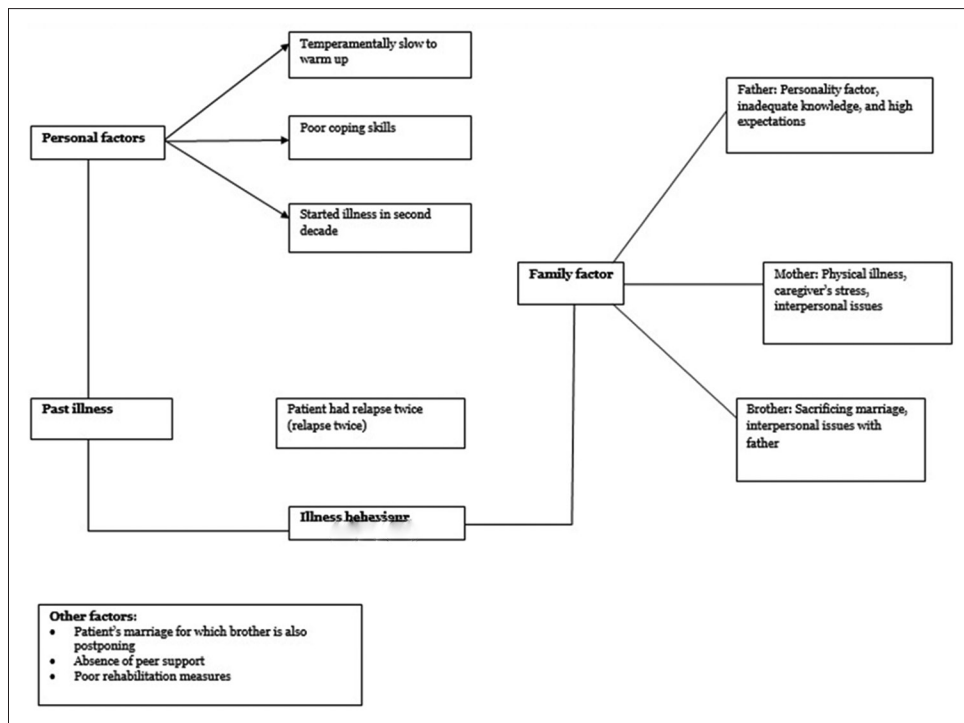 Temperamentally slow to
warm up
Personal factors
Poor coping skills
Started illness in second
decade
Father: Personality factor,
inadequate knowledge, and high
expectations
Family factor
Mother: Physical illness,
caregiver's stress,
interpersonal issues
Past illness
Patient had relapse twice
(relapse twice)
Brother: Sacrificing marriage,
interpersonal issues with
father
Illness behaviour
Other factors:
• Patient's marriage for which brother is also
postponing
• Absence of peer support
• Poor rehabilitation measures